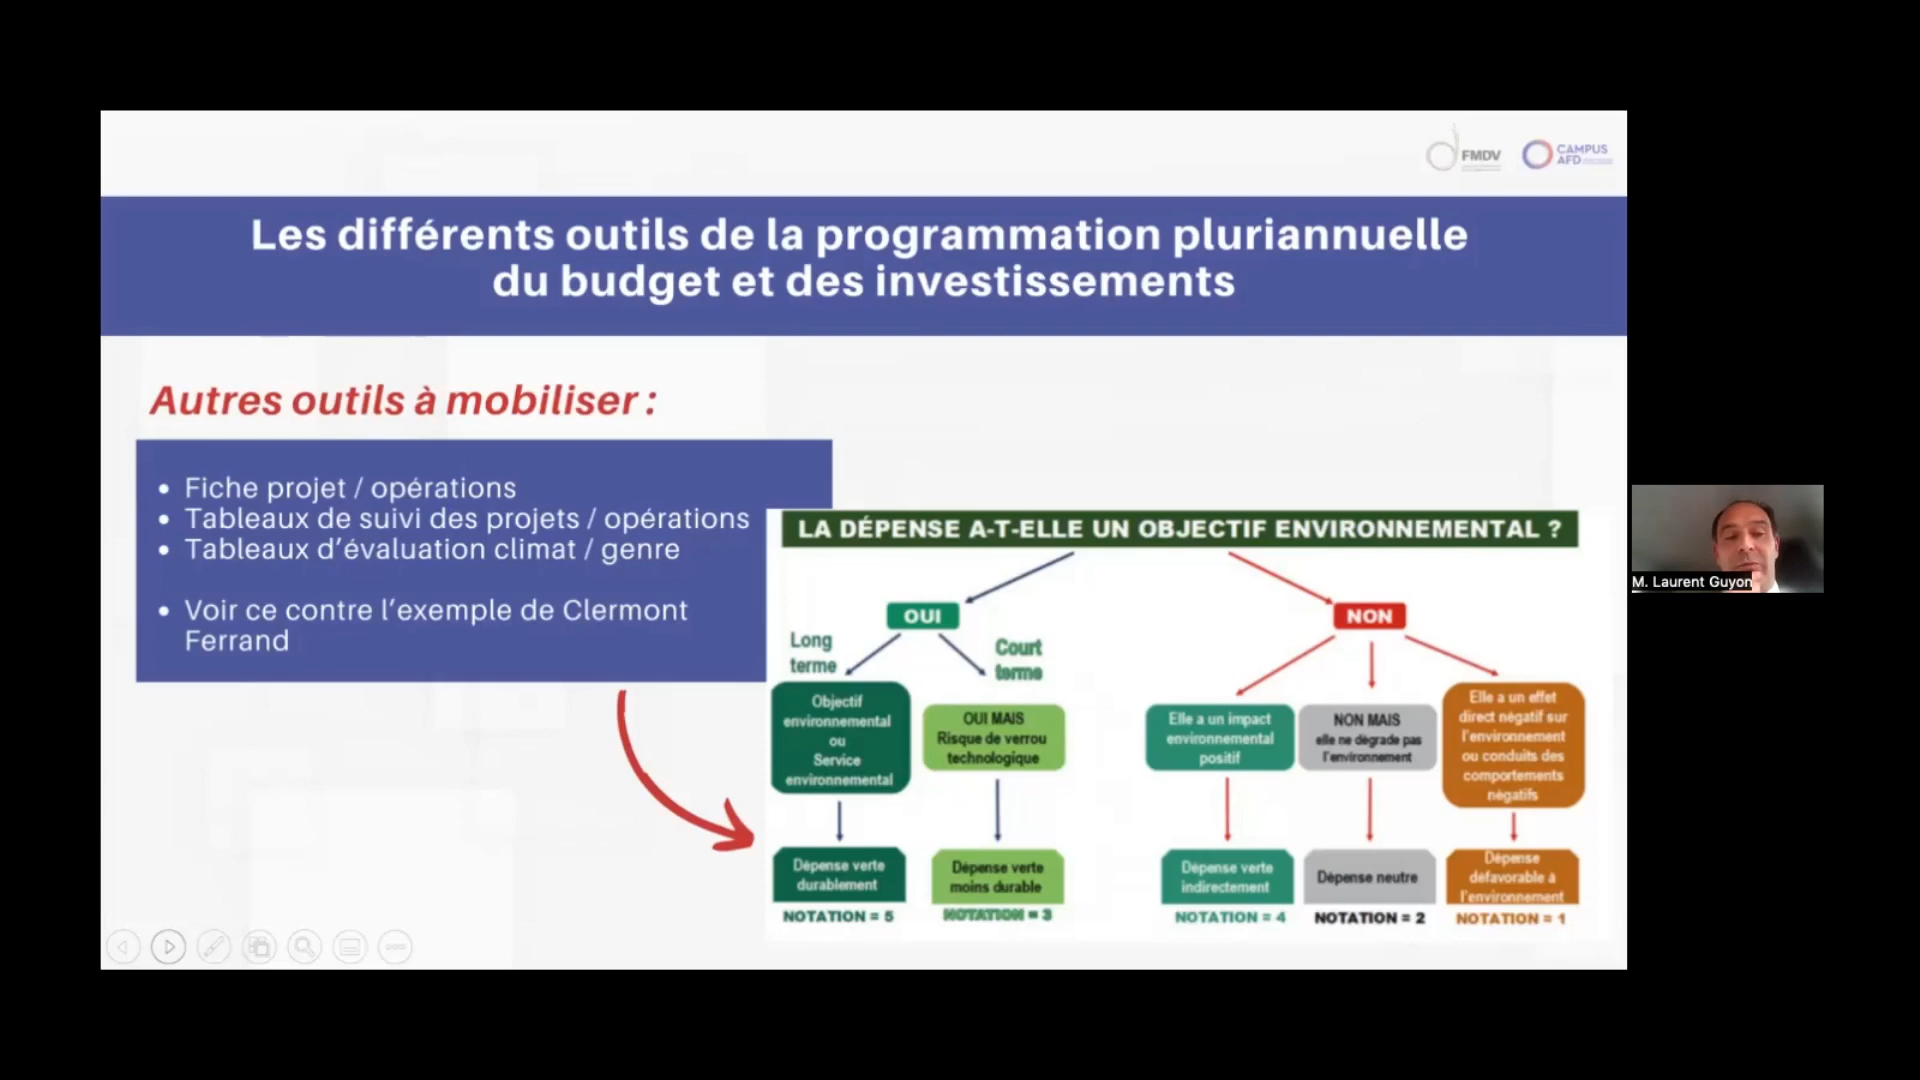 FMDV
CAMPUS
AFD
Les différents outils de la programmation pluriannuelle
du budget et des investissements
Autres outils à mobiliser :
• Fiche projet / opérations
• Tableaux de suivi des projets / opérations
• Tableaux d’évaluation climat / genre
• Voir ce contre l’exemple de Clermont
Ferrand
LA DÉPENSE A-T-ELLE UN OBJECTIF ENVIRONNEMENTAL ?
OUI
NON
Long
terme
Court
terme
Objectif
environnemental
ou
Service
environnemental
OUI MAIS
Risque de verrou
technologique
Elle a un impact
environnemental
positif
NON MAIS
elle ne dégrade pas
l'environnement
Elle a un effet
direct négatif sur
l'environnement
ou conduits des
comportements
négatifs
Dépense verte
durablement
Dépense verte
moins durable
Dépense verte
indirectement
Dépense neutre
Dépense
défavorable à
l'environnement
NOTATION = 5
NOTATION = 3
NOTATION = 4
NOTATION = 2
NOTATION = 1
M. Laurent Guyon